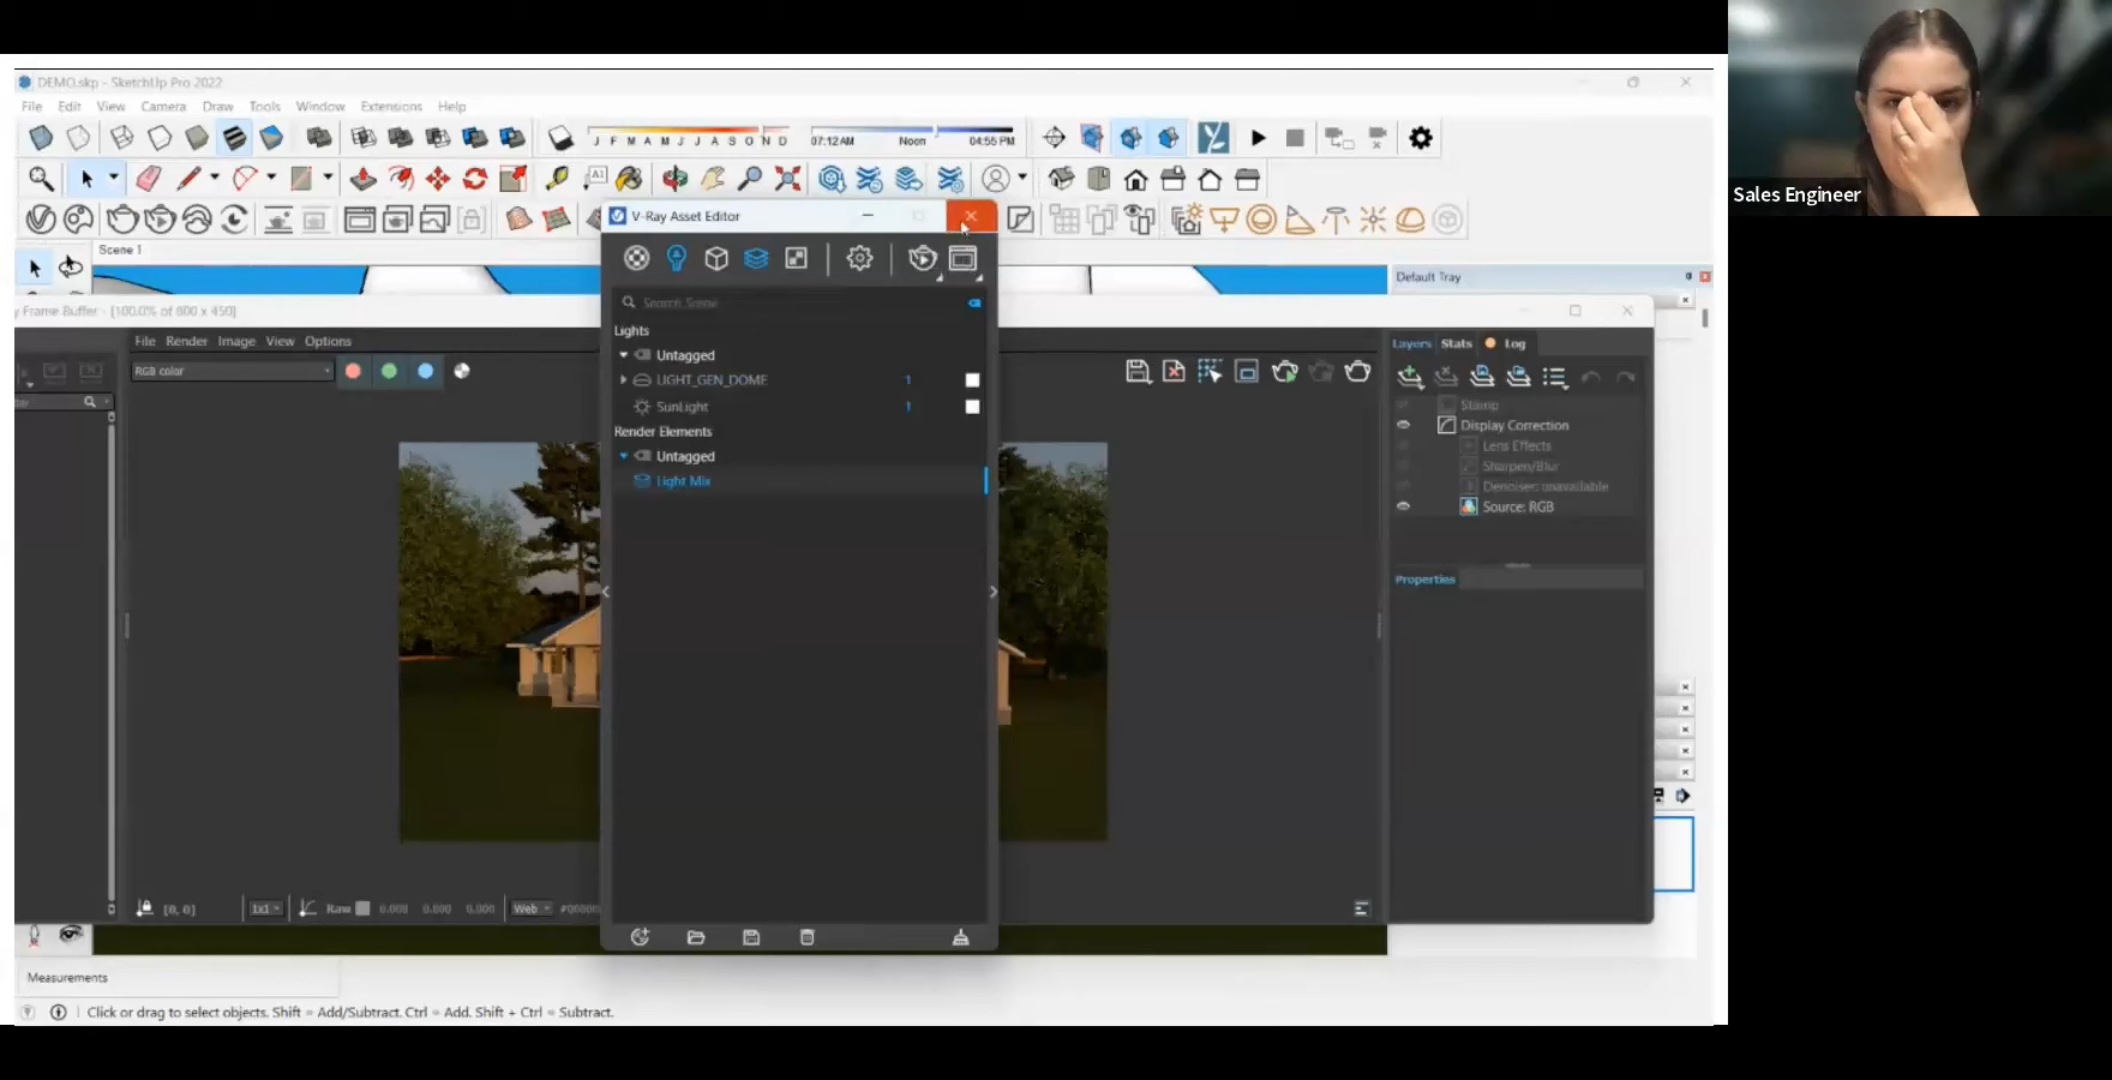 DEMO.skp - SketchUp Pro 2022
File Edit View Camera Draw Tools Window Extensions Help
J F M A M J J A S O N D 07:12 AM Noon 04:55 PM
Sales Engineer
V-Ray Asset Editor
Scene 1
Default Tray
Frame Buffer - [100.0% of 800 x 450]
Search Scene
Lights
File Render Image View Options
Layers Stats Log
Untagged
RGB color
LIGHT_GEN_DOME 1
SunLight 1
Stamp
Display Correction
Render Elements
Lens Effects
Untagged
Sharpen/Blur
Light Mix
Denoiser: unavailable
Source: RGB
Properties
[0, 0] 1x1 Raw 0.000 0.000 0.000 Web
Measurements
Click or drag to select objects. Shift = Add/Subtract. Ctrl = Add. Shift + Ctrl = Subtract.